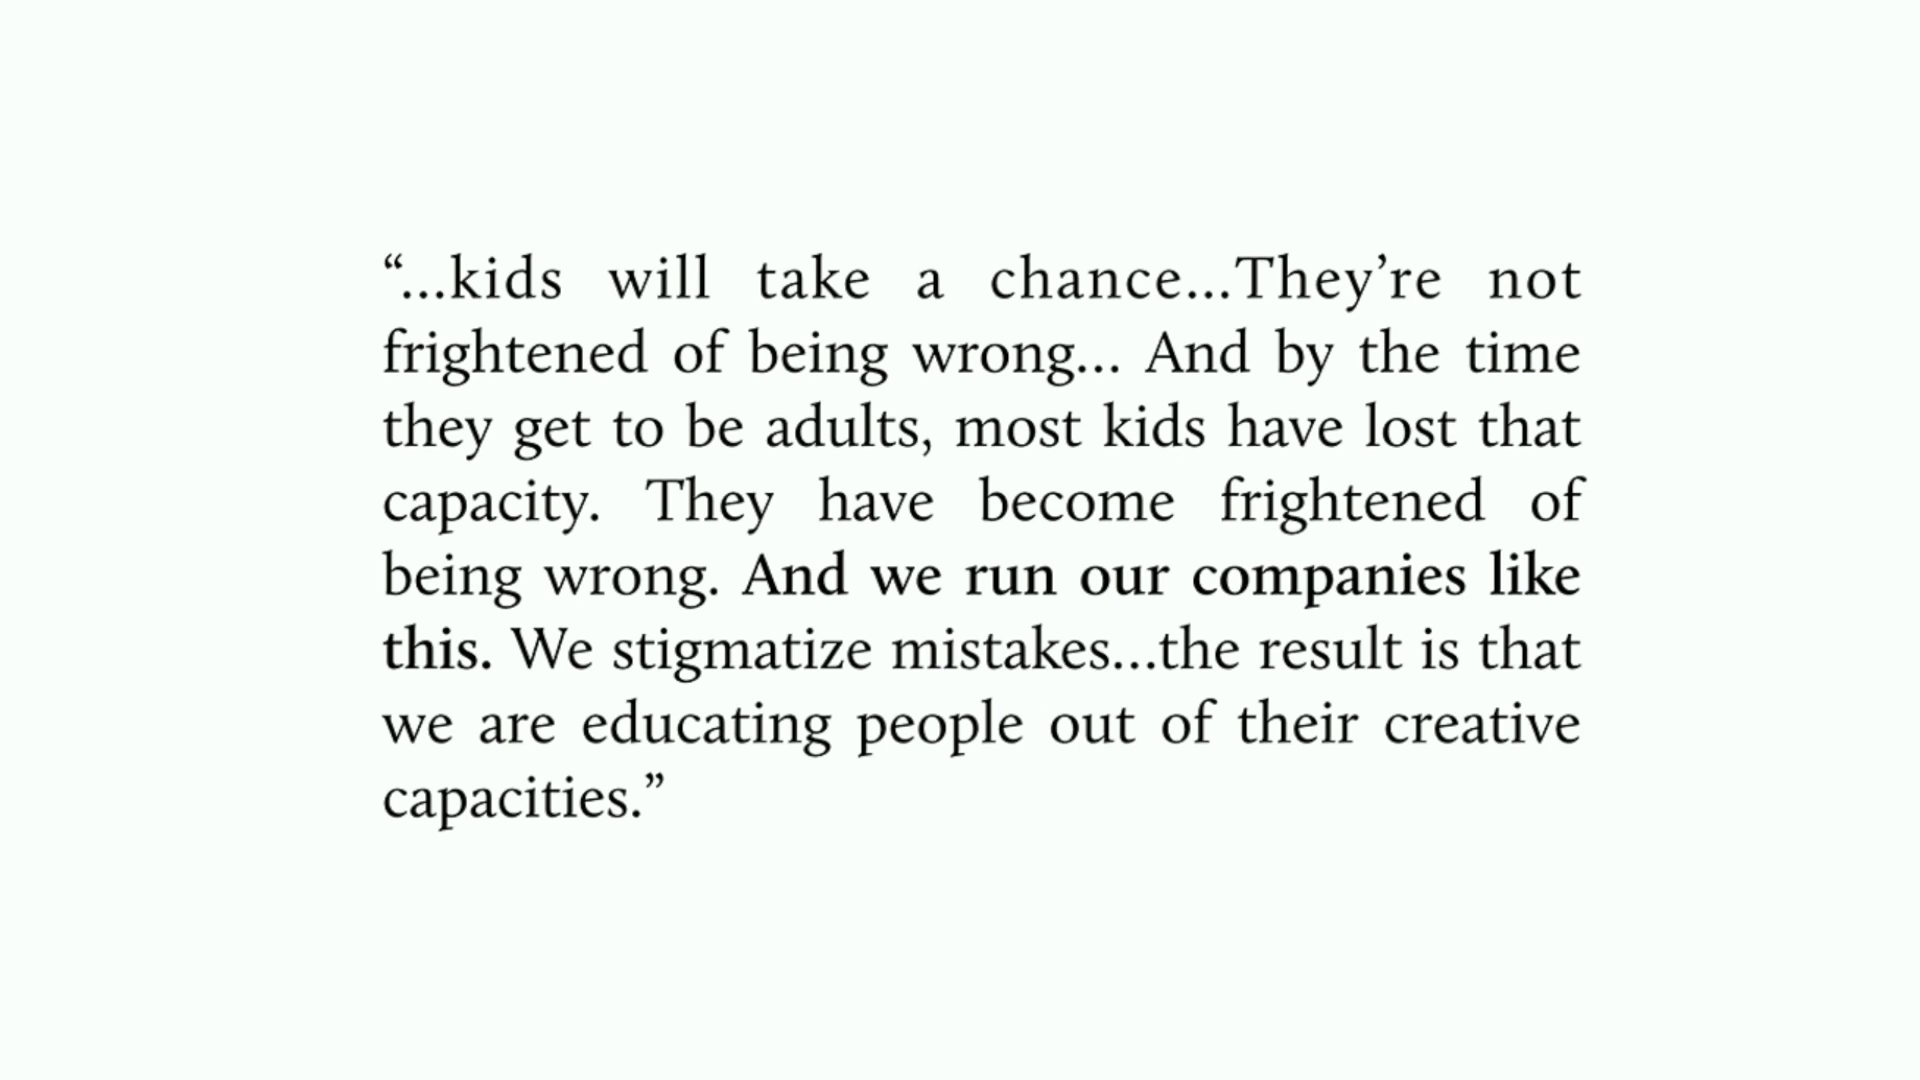 “...kids will take a chance...They’re not
frightened of being wrong... And by the time
they get to be adults, most kids have lost that
capacity. They have become frightened of
being wrong. And we run our companies like
this. We stigmatize mistakes...the result is that
we are educating people out of their creative
capacities.”